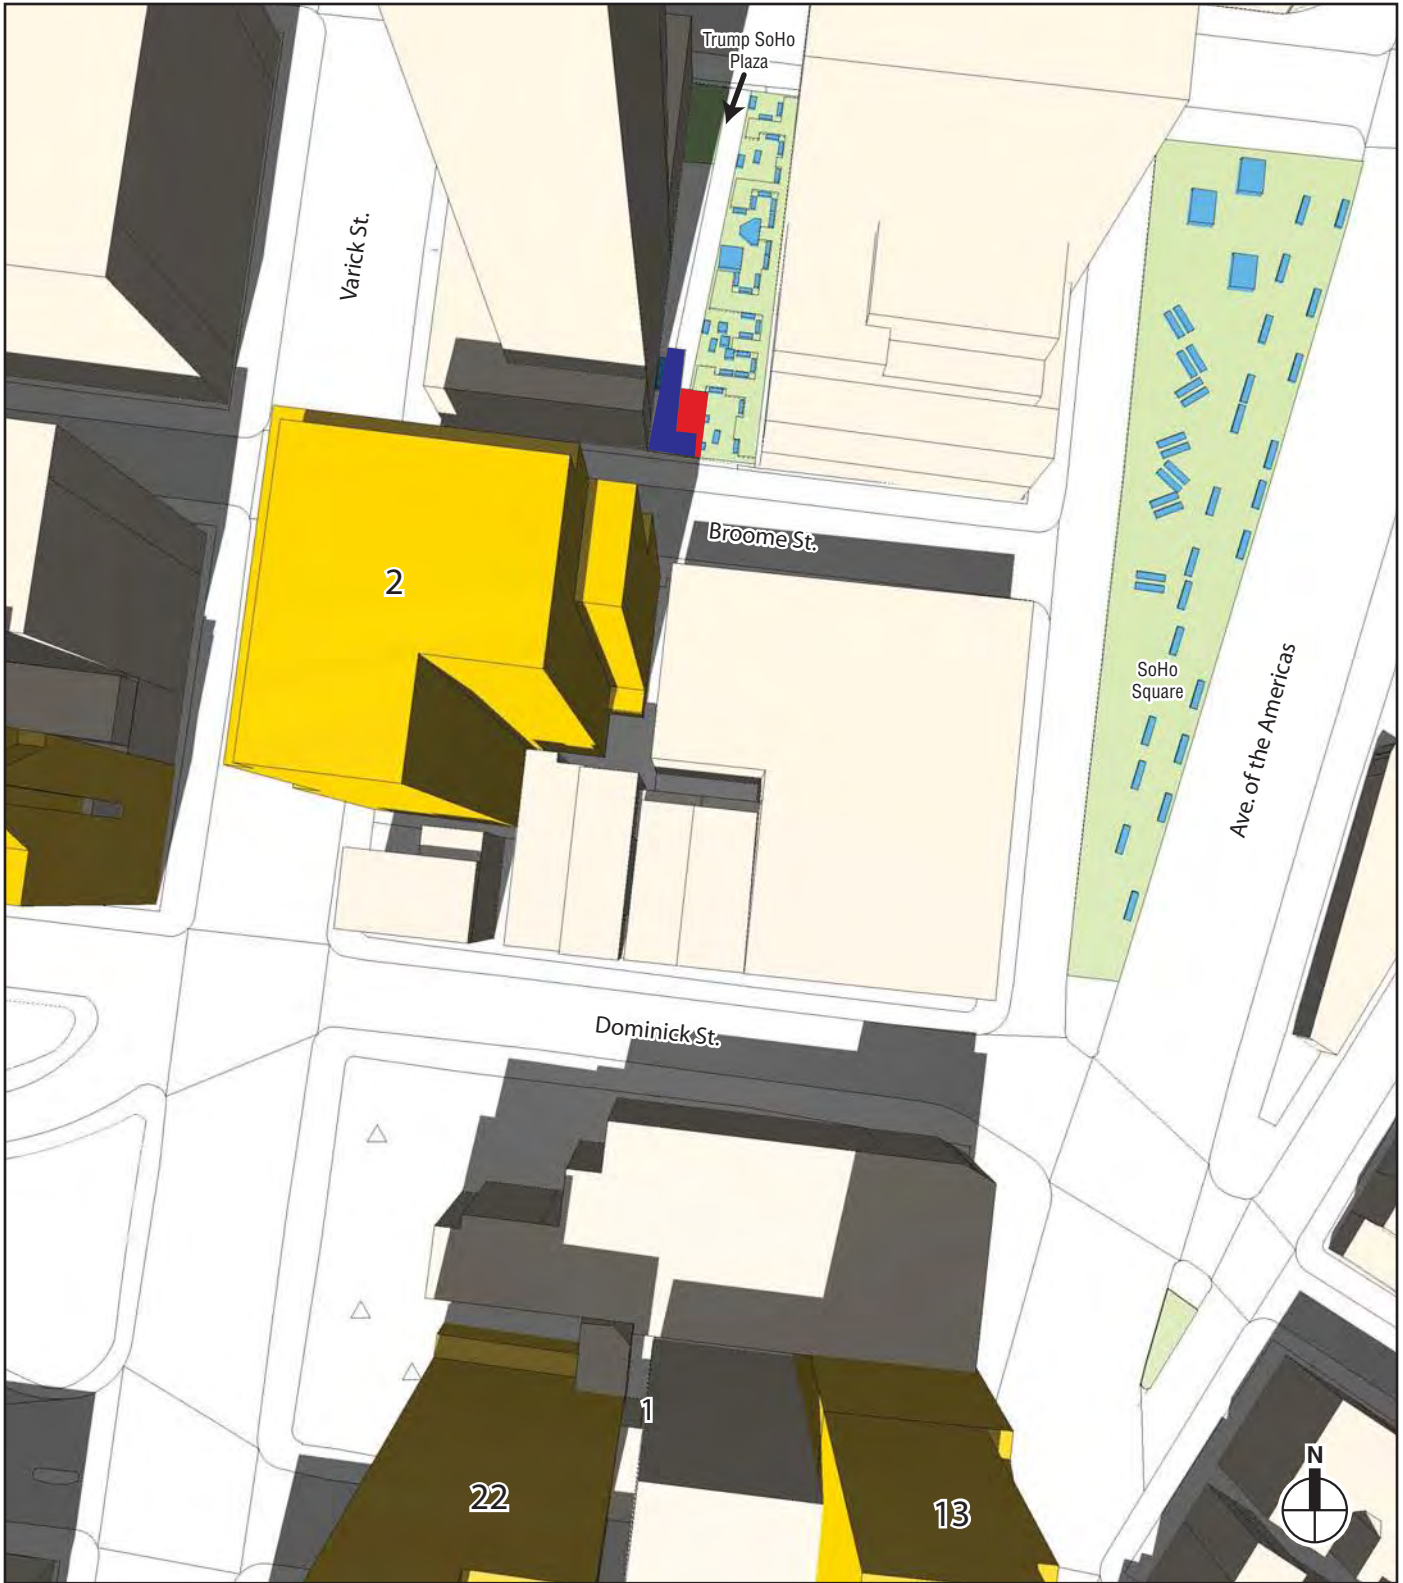 Trump SoHo
Plaza
Varick St.
Broome St.
2
SoHo
Square
Ave. of the Americas
Dominick St.
1
22
13
N